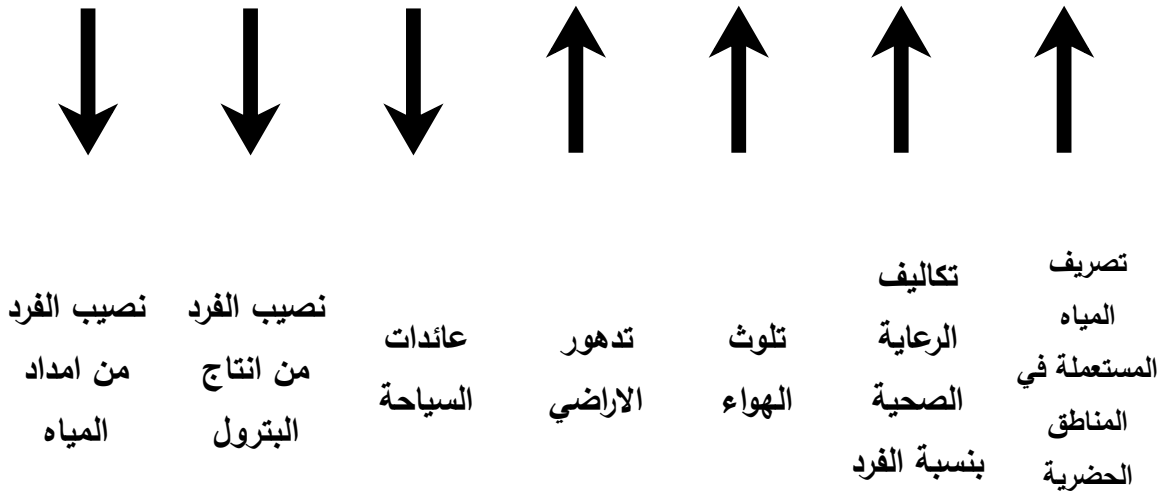 تصريف
المياه
المستعملة في
المناطق
الحضرية
تكاليف
الرعاية
الصحية
بنسبة الفرد
تلوث
الهواء
تدهور
الاراضي
عائدات
السياحة
نصيب الفرد
من انتاج
البترول
نصيب الفرد
من امداد
المياه